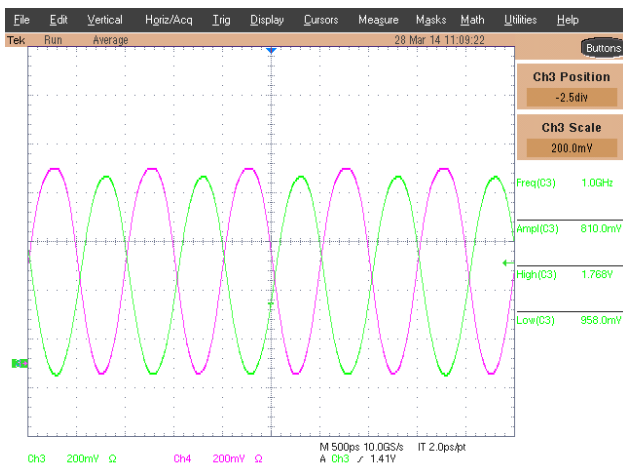 File Edit Vertical Horiz/Acq Trig Display Cursors Measure Masks Math Utilities Help
Tek Run Average 28 Mar 14 11:09:22 Buttons
Ch3 Position
-2.5div
Ch3 Scale
200.0mV
Freq(C3) 1.0GHz
Ampl(C3) 810.0mV
High(C3) 1.768V
Low(C3) 958.0mV
M 500ps 10.0GS/s IT 2.0ps/pt
Ch3 200mV Ω Ch4 200mV Ω A Ch3 ⁄ 1.41V